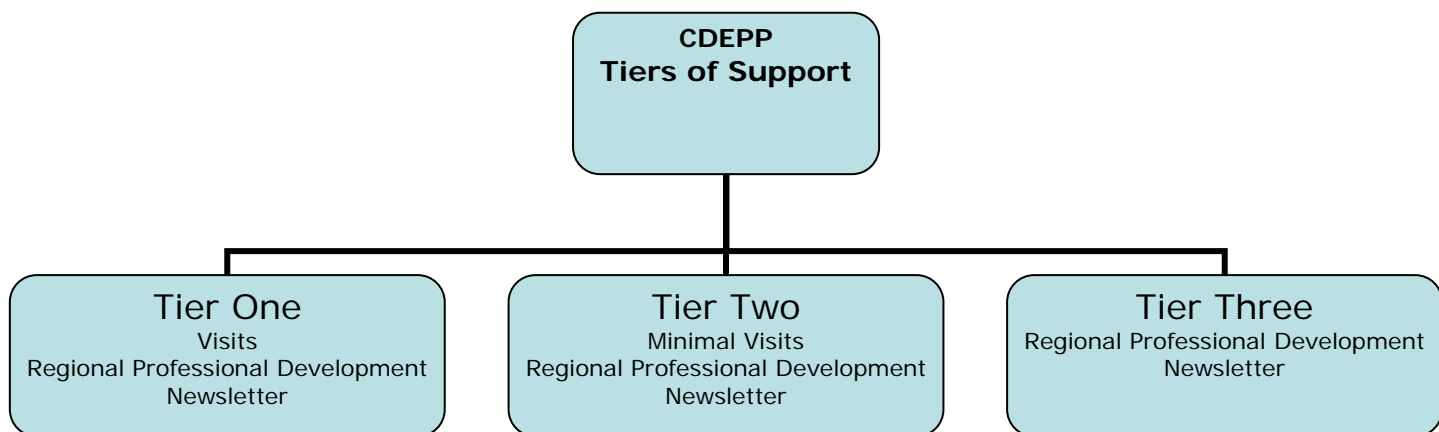 CDEPP
Tiers of Support
Tier One
Visits
Regional Professional Development
Newsletter
Tier Two
Minimal Visits
Regional Professional Development
Newsletter
Tier Three
Regional Professional Development
Newsletter